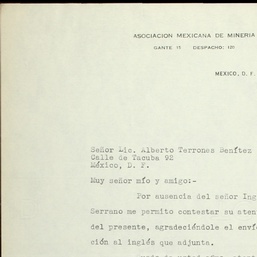 ASOCIACION MEXICANA DE MINERIA
GANTE 15 DESPACHO: 121
MEXICO, D. F.
Señor Lic. Alberto Terrones Benítez
Calle de Tacuba 92
México, D. F.
Muy señor mío y amigo:-
Por ausencia del señor Ing
Serrano me permito contestar su aten
del presente, agradeciéndole el enví
ción al inglés que adjunta.